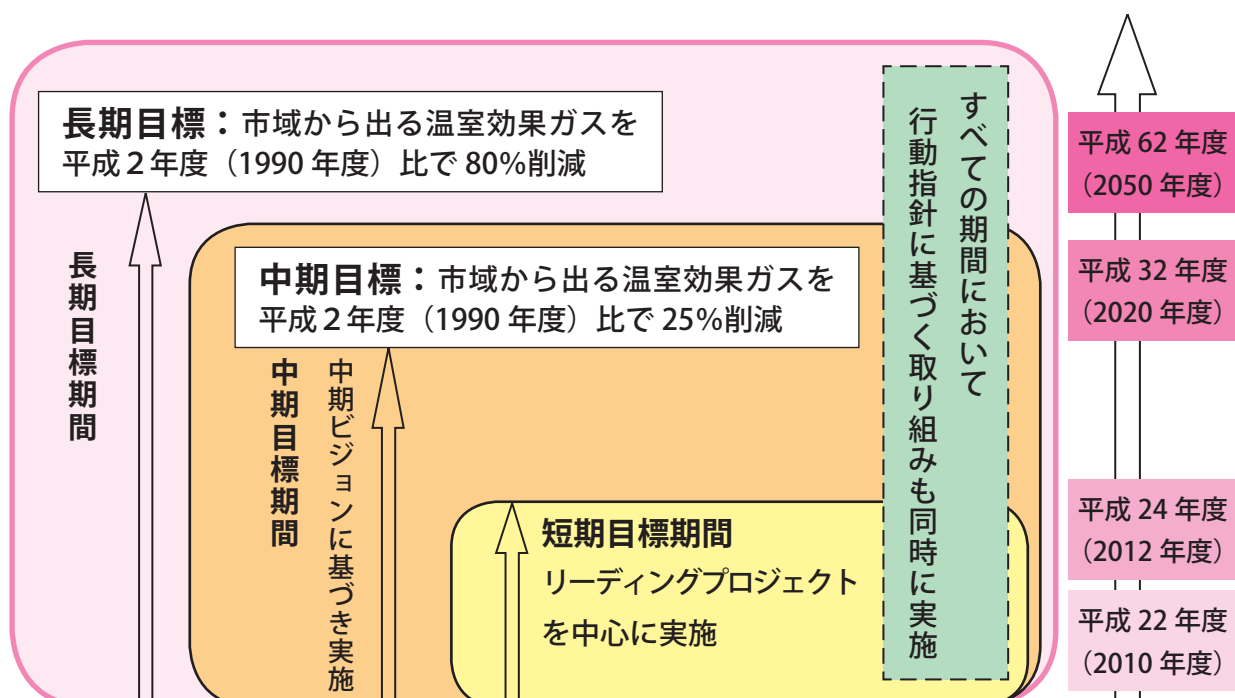 長期目標：市域から出る温室効果ガスを
平成２年度（1990 年度）比で 80%削減
長期目標期間
中期目標：市域から出る温室効果ガスを
平成２年度（1990 年度）比で 25%削減
中期目標期間
中期ビジョンに基づき実施
短期目標期間
リーディングプロジェクト
を中心に実施
すべての期間において
行動指針に基づく取り組みも同時に実施
平成 62 年度
（2050 年度）
平成 32 年度
（2020 年度）
平成 24 年度
（2012 年度）
平成 22 年度
（2010 年度）